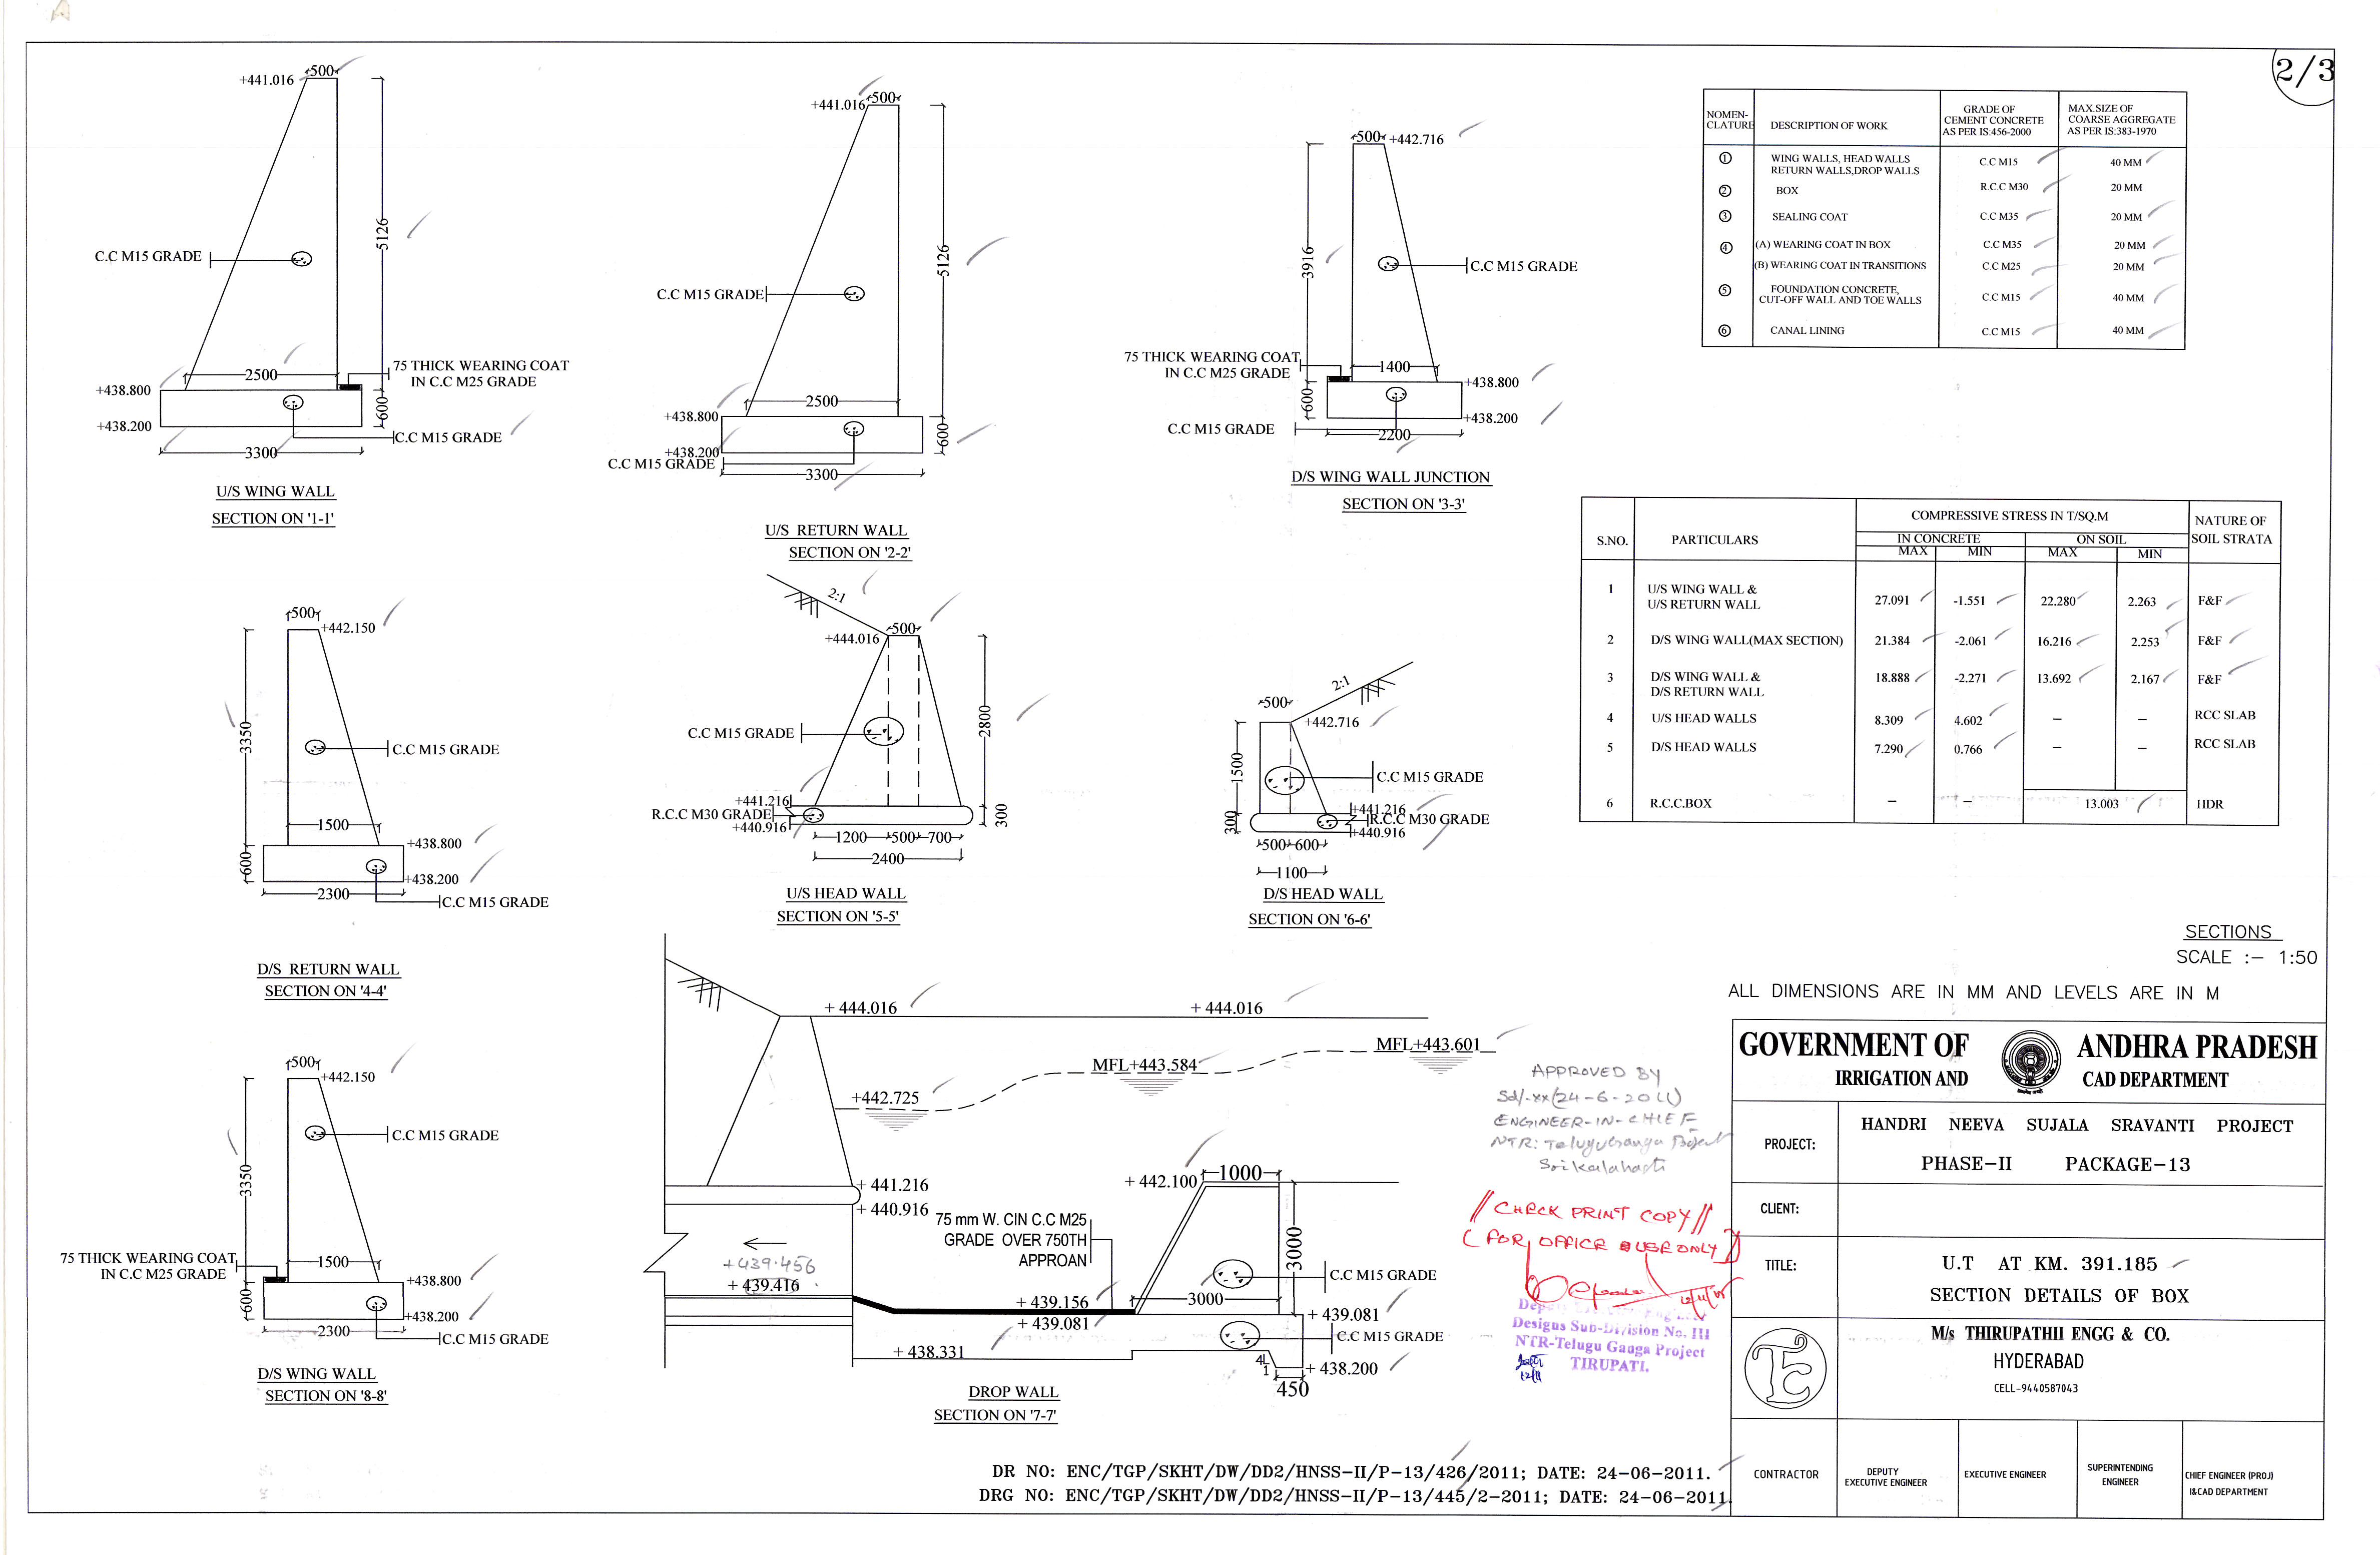 2/3
+441.016
500
5126
C.C M15 GRADE
2500
75 THICK WEARING COAT
IN C.C M25 GRADE
+438.800
600
+438.200
C.C M15 GRADE
3300
U/S WING WALL
SECTION ON '1-1'
+441.016
500
5126
C.C M15 GRADE
2500
+438.800
600
+438.200
C.C M15 GRADE
3300
U/S RETURN WALL
SECTION ON '2-2'
500
+442.716
3916
C.C M15 GRADE
75 THICK WEARING COAT
IN C.C M25 GRADE
1400
+438.800
600
+438.200
C.C M15 GRADE
2200
D/S WING WALL JUNCTION
SECTION ON '3-3'
NOMEN-
CLATURE
DESCRIPTION OF WORK
GRADE OF
CEMENT CONCRETE
AS PER IS:456-2000
MAX.SIZE OF
COARSE AGGREGATE
AS PER IS:383-1970
1 WING WALLS, HEAD WALLS
RETURN WALLS,DROP WALLS C.C M15 40 MM
2 BOX R.C.C M30 20 MM
3 SEALING COAT C.C M35 20 MM
4 (A) WEARING COAT IN BOX C.C M35 20 MM
(B) WEARING COAT IN TRANSITIONS C.C M25 20 MM
5 FOUNDATION CONCRETE,
CUT-OFF WALL AND TOE WALLS C.C M15 40 MM
6 CANAL LINING C.C M15 40 MM
S.NO. PARTICULARS
COMPRESSIVE STRESS IN T/SQ.M
IN CONCRETE ON SOIL
MAX MIN MAX MIN
NATURE OF
SOIL STRATA
1 U/S WING WALL &
U/S RETURN WALL 27.091 -1.551 22.280 2.263 F&F
2 D/S WING WALL(MAX SECTION) 21.384 -2.061 16.216 2.253 F&F
3 D/S WING WALL &
D/S RETURN WALL 18.888 -2.271 13.692 2.167 F&F
4 U/S HEAD WALLS 8.309 4.602 – – RCC SLAB
5 D/S HEAD WALLS 7.290 0.766 – – RCC SLAB
6 R.C.C.BOX – – 13.003 HDR
500
+442.150
3350
C.C M15 GRADE
1500
+438.800
600
+438.200
2300
C.C M15 GRADE
D/S RETURN WALL
SECTION ON '4-4'
2:1
+444.016
500
C.C M15 GRADE
2800
+441.216
R.C.C M30 GRADE
+440.916
300
1200 500 700
2400
U/S HEAD WALL
SECTION ON '5-5'
2:1
500
+442.716
1500
C.C M15 GRADE
+441.216
300
R.C.C M30 GRADE
+440.916
500 600
1100
D/S HEAD WALL
SECTION ON '6-6'
500
+442.150
3350
C.C M15 GRADE
75 THICK WEARING COAT
IN C.C M25 GRADE
1500
+438.800
600
+438.200
2300
C.C M15 GRADE
D/S WING WALL
SECTION ON '8-8'
+ 444.016
+ 444.016
MFL+443.601
MFL+443.584
+442.725
+ 442.100
1000
+ 441.216
+ 440.916
75 mm W. CIN C.C M25
GRADE OVER 750TH
APPROAN
3000
+439.456
+ 439.416
C.C M15 GRADE
3000
+ 439.156
+ 439.081
+ 439.081
C.C M15 GRADE
+ 438.331
4
1
+ 438.200
450
DROP WALL
SECTION ON '7-7'
APPROVED BY
Sd/-xx(24-6-2011)
ENGINEER-IN-CHIEF
NTR: TeluguGanga Project
Srikalahasti
//CHECK PRINT COPY//
(FOR OFFICE USE ONLY)
Designs Sub-Division No. III
NTR-Telugu Ganga Project
TIRUPATI.
SECTIONS
SCALE :- 1:50
ALL DIMENSIONS ARE IN MM AND LEVELS ARE IN M
GOVERNMENT OF ANDHRA PRADESH
IRRIGATION AND CAD DEPARTMENT
PROJECT:
HANDRI NEEVA SUJALA SRAVANTI PROJECT
PHASE-II PACKAGE-13
CLIENT:
TITLE:
U.T AT KM. 391.185
SECTION DETAILS OF BOX
M/s THIRUPATHII ENGG & CO.
HYDERABAD
CELL-9440587043
CONTRACTOR
DEPUTY
EXECUTIVE ENGINEER
EXECUTIVE ENGINEER
SUPERINTENDING
ENGINEER
CHIEF ENGINEER (PROJ)
I&CAD DEPARTMENT
DR NO: ENC/TGP/SKHT/DW/DD2/HNSS-II/P-13/426/2011; DATE: 24-06-2011.
DRG NO: ENC/TGP/SKHT/DW/DD2/HNSS-II/P-13/445/2-2011; DATE: 24-06-2011.